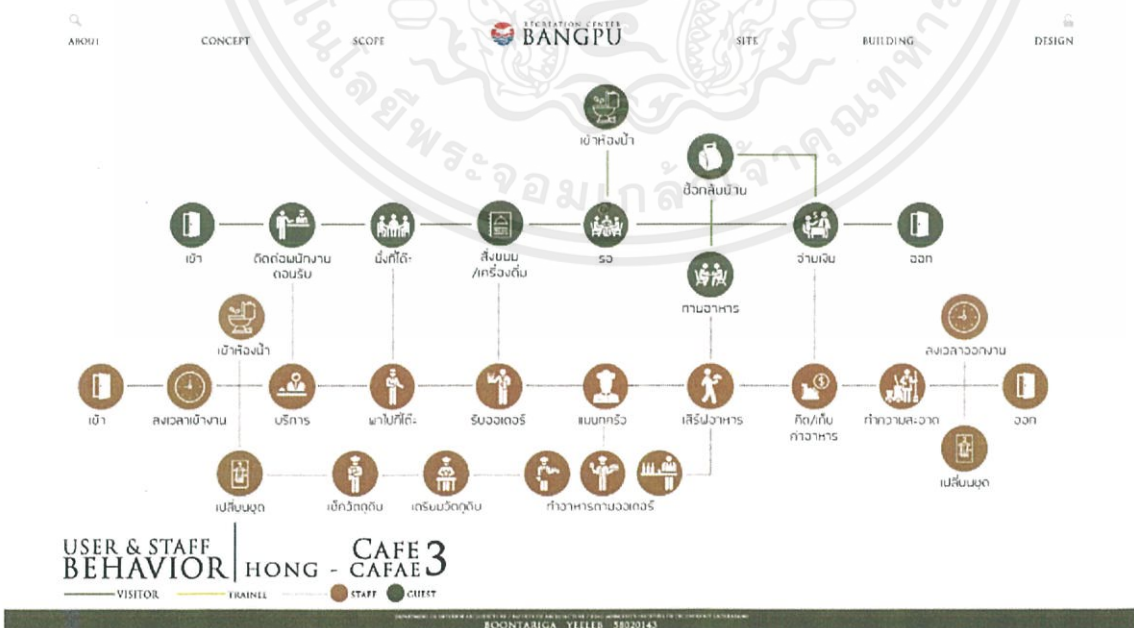 RECREATION CENTER
ABOUT CONCEPT SCOPE BANGPU SITE BUILDING DESIGN
เข้าห้องน้ำ
ซื้อกลับบ้าน
เข้า ติดต่อพนักงานตอนรับ นั่งที่โต๊ะ สั่งขนม/เครื่องดื่ม รอ จ่ายเงิน ออก
ทานอาหาร
เข้าห้องน้ำ ลงเวลาออกงาน
เข้า ลงเวลาเข้างาน บริการ พาไปที่โต๊ะ รับออเดอร์ แผนกครัว เสิร์ฟอาหาร คิด/เก็บค่าอาหาร ทำความสะอาด ออก
เปลี่ยนชุด เช็ควัตถุดิบ เตรียมวัตถุดิบ ทำอาหารตามออเดอร์ เปลี่ยนชุด
USER & STAFF
BEHAVIOR HONG - CAFE CAFAE 3
VISITOR TRAINEE STAFF GUEST
BOONTARIGA YEELEB 58020143